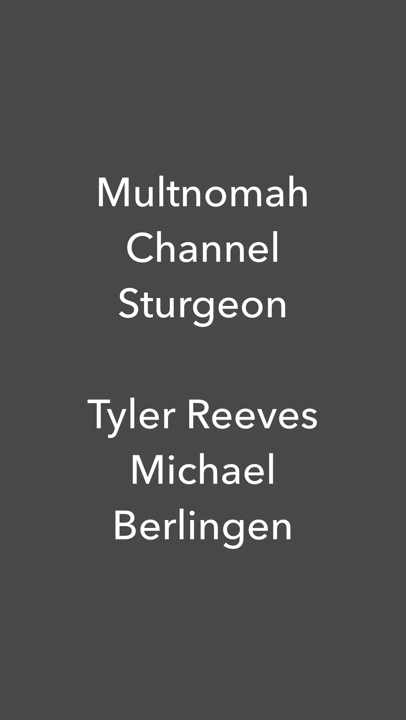 Multnomah
Channel
Sturgeon
Tyler Reeves
Michael
Berlingen